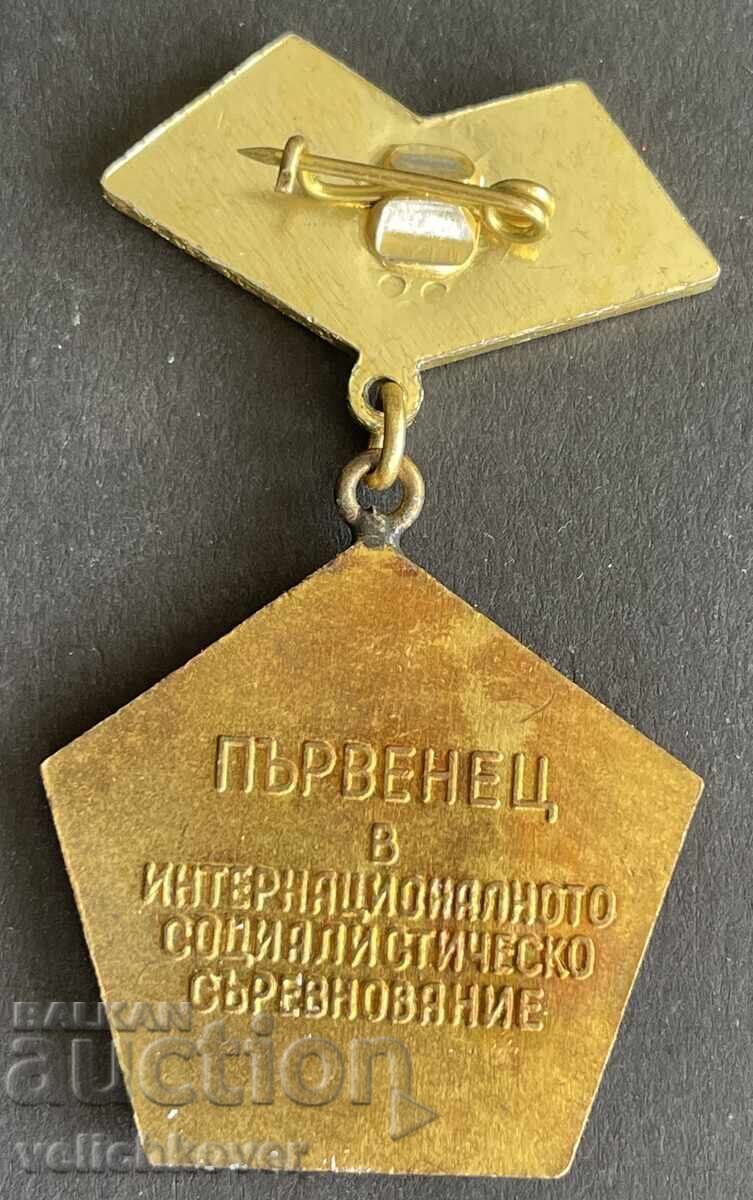 ПЪРВЕНЕЦ
В
ИНТЕРНАЦИОНАЛНОТО
СОЦИАЛИСТИЧЕСКО
СЪРЕВНОВАНИЕ
BALKAN
auction
velichkover